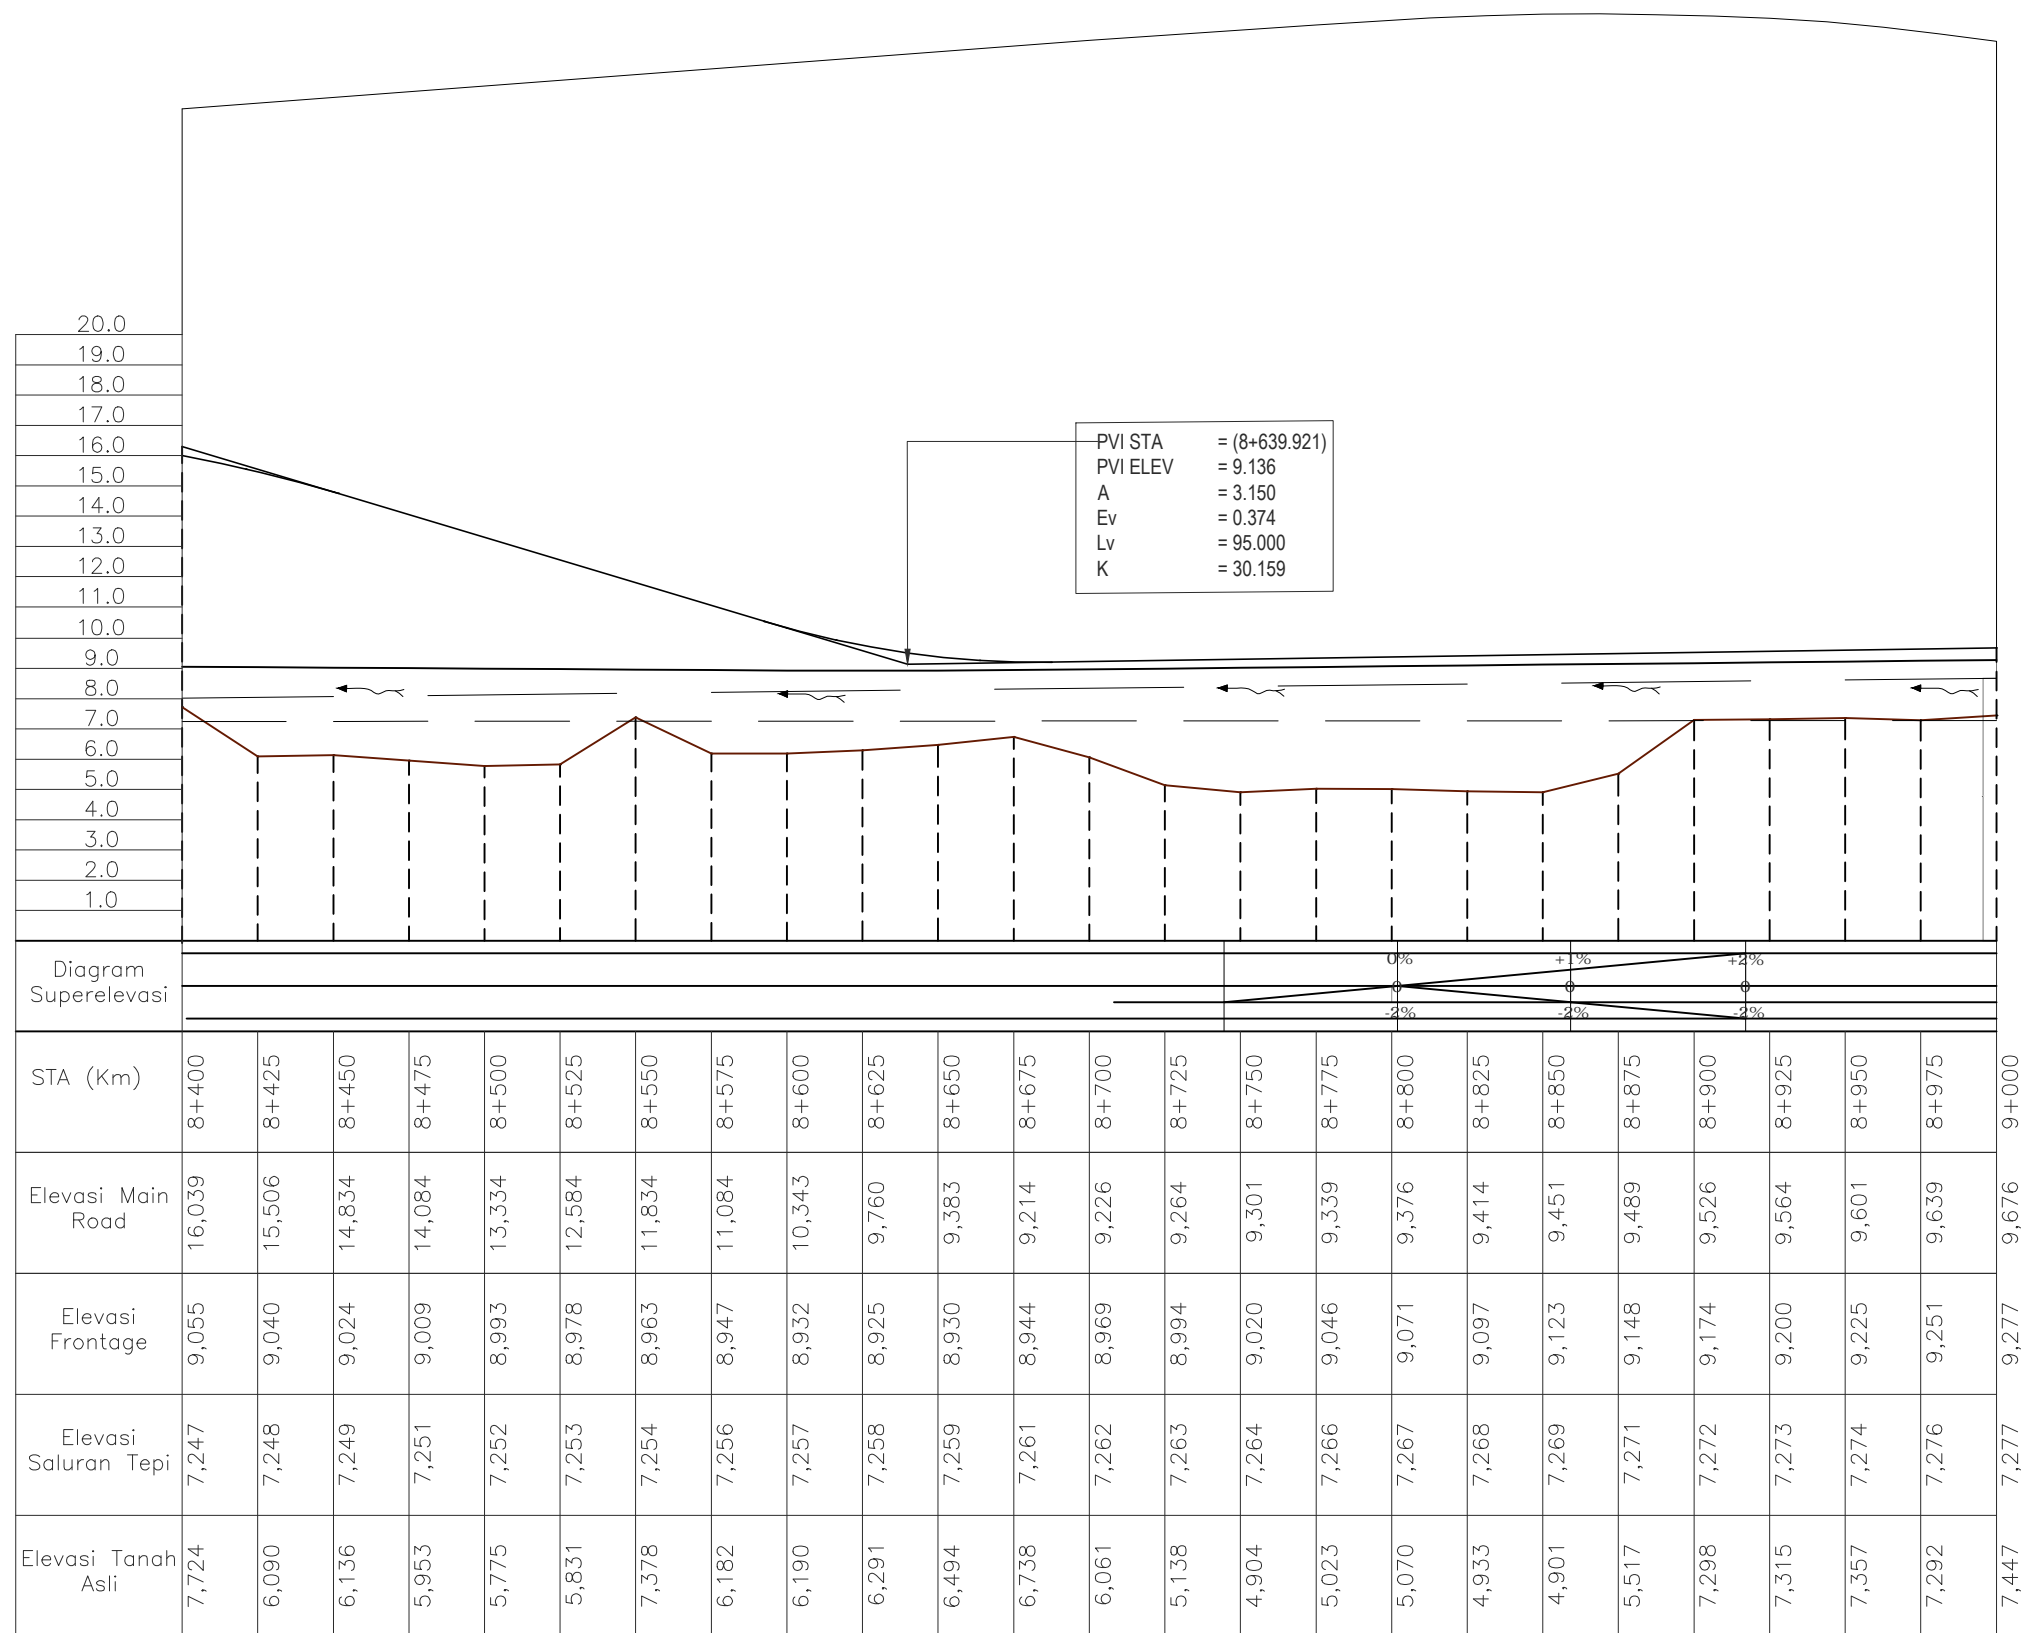 20.0
19.0
18.0
17.0
16.0
15.0
14.0
13.0
12.0
11.0
10.0
9.0
8.0
7.0
6.0
5.0
4.0
3.0
2.0
1.0
PVI STA = (8+639.921)
PVI ELEV = 9.136
A = 3.150
Ev = 0.374
Lv = 95.000
K = 30.159
Diagram
Superelevasi
0% +1% +2%
0 0 0
-2% -2% -2%
STA (Km) 8+400 8+425 8+450 8+475 8+500 8+525 8+550 8+575 8+600 8+625 8+650 8+675 8+700 8+725 8+750 8+775 8+800 8+825 8+850 8+875 8+900 8+925 8+950 8+975 9+000
Elevasi Main
Road
16,039 15,506 14,834 14,084 13,334 12,584 11,834 11,084 10,343 9,760 9,383 9,214 9,226 9,264 9,301 9,339 9,376 9,414 9,451 9,489 9,526 9,564 9,601 9,639 9,676
Elevasi
Frontage
9,055 9,040 9,024 9,009 8,993 8,978 8,963 8,947 8,932 8,925 8,930 8,944 8,969 8,994 9,020 9,046 9,071 9,097 9,123 9,148 9,174 9,200 9,225 9,251 9,277
Elevasi
Saluran Tepi
7,247 7,248 7,249 7,251 7,252 7,253 7,254 7,256 7,257 7,258 7,259 7,261 7,262 7,263 7,264 7,266 7,267 7,268 7,269 7,271 7,272 7,273 7,274 7,276 7,277
Elevasi Tanah
Asli
7,724 6,090 6,136 5,953 5,775 5,831 7,378 6,182 6,190 6,291 6,494 6,738 6,061 5,138 4,904 5,023 5,070 4,933 4,901 5,517 7,298 7,315 7,357 7,292 7,447